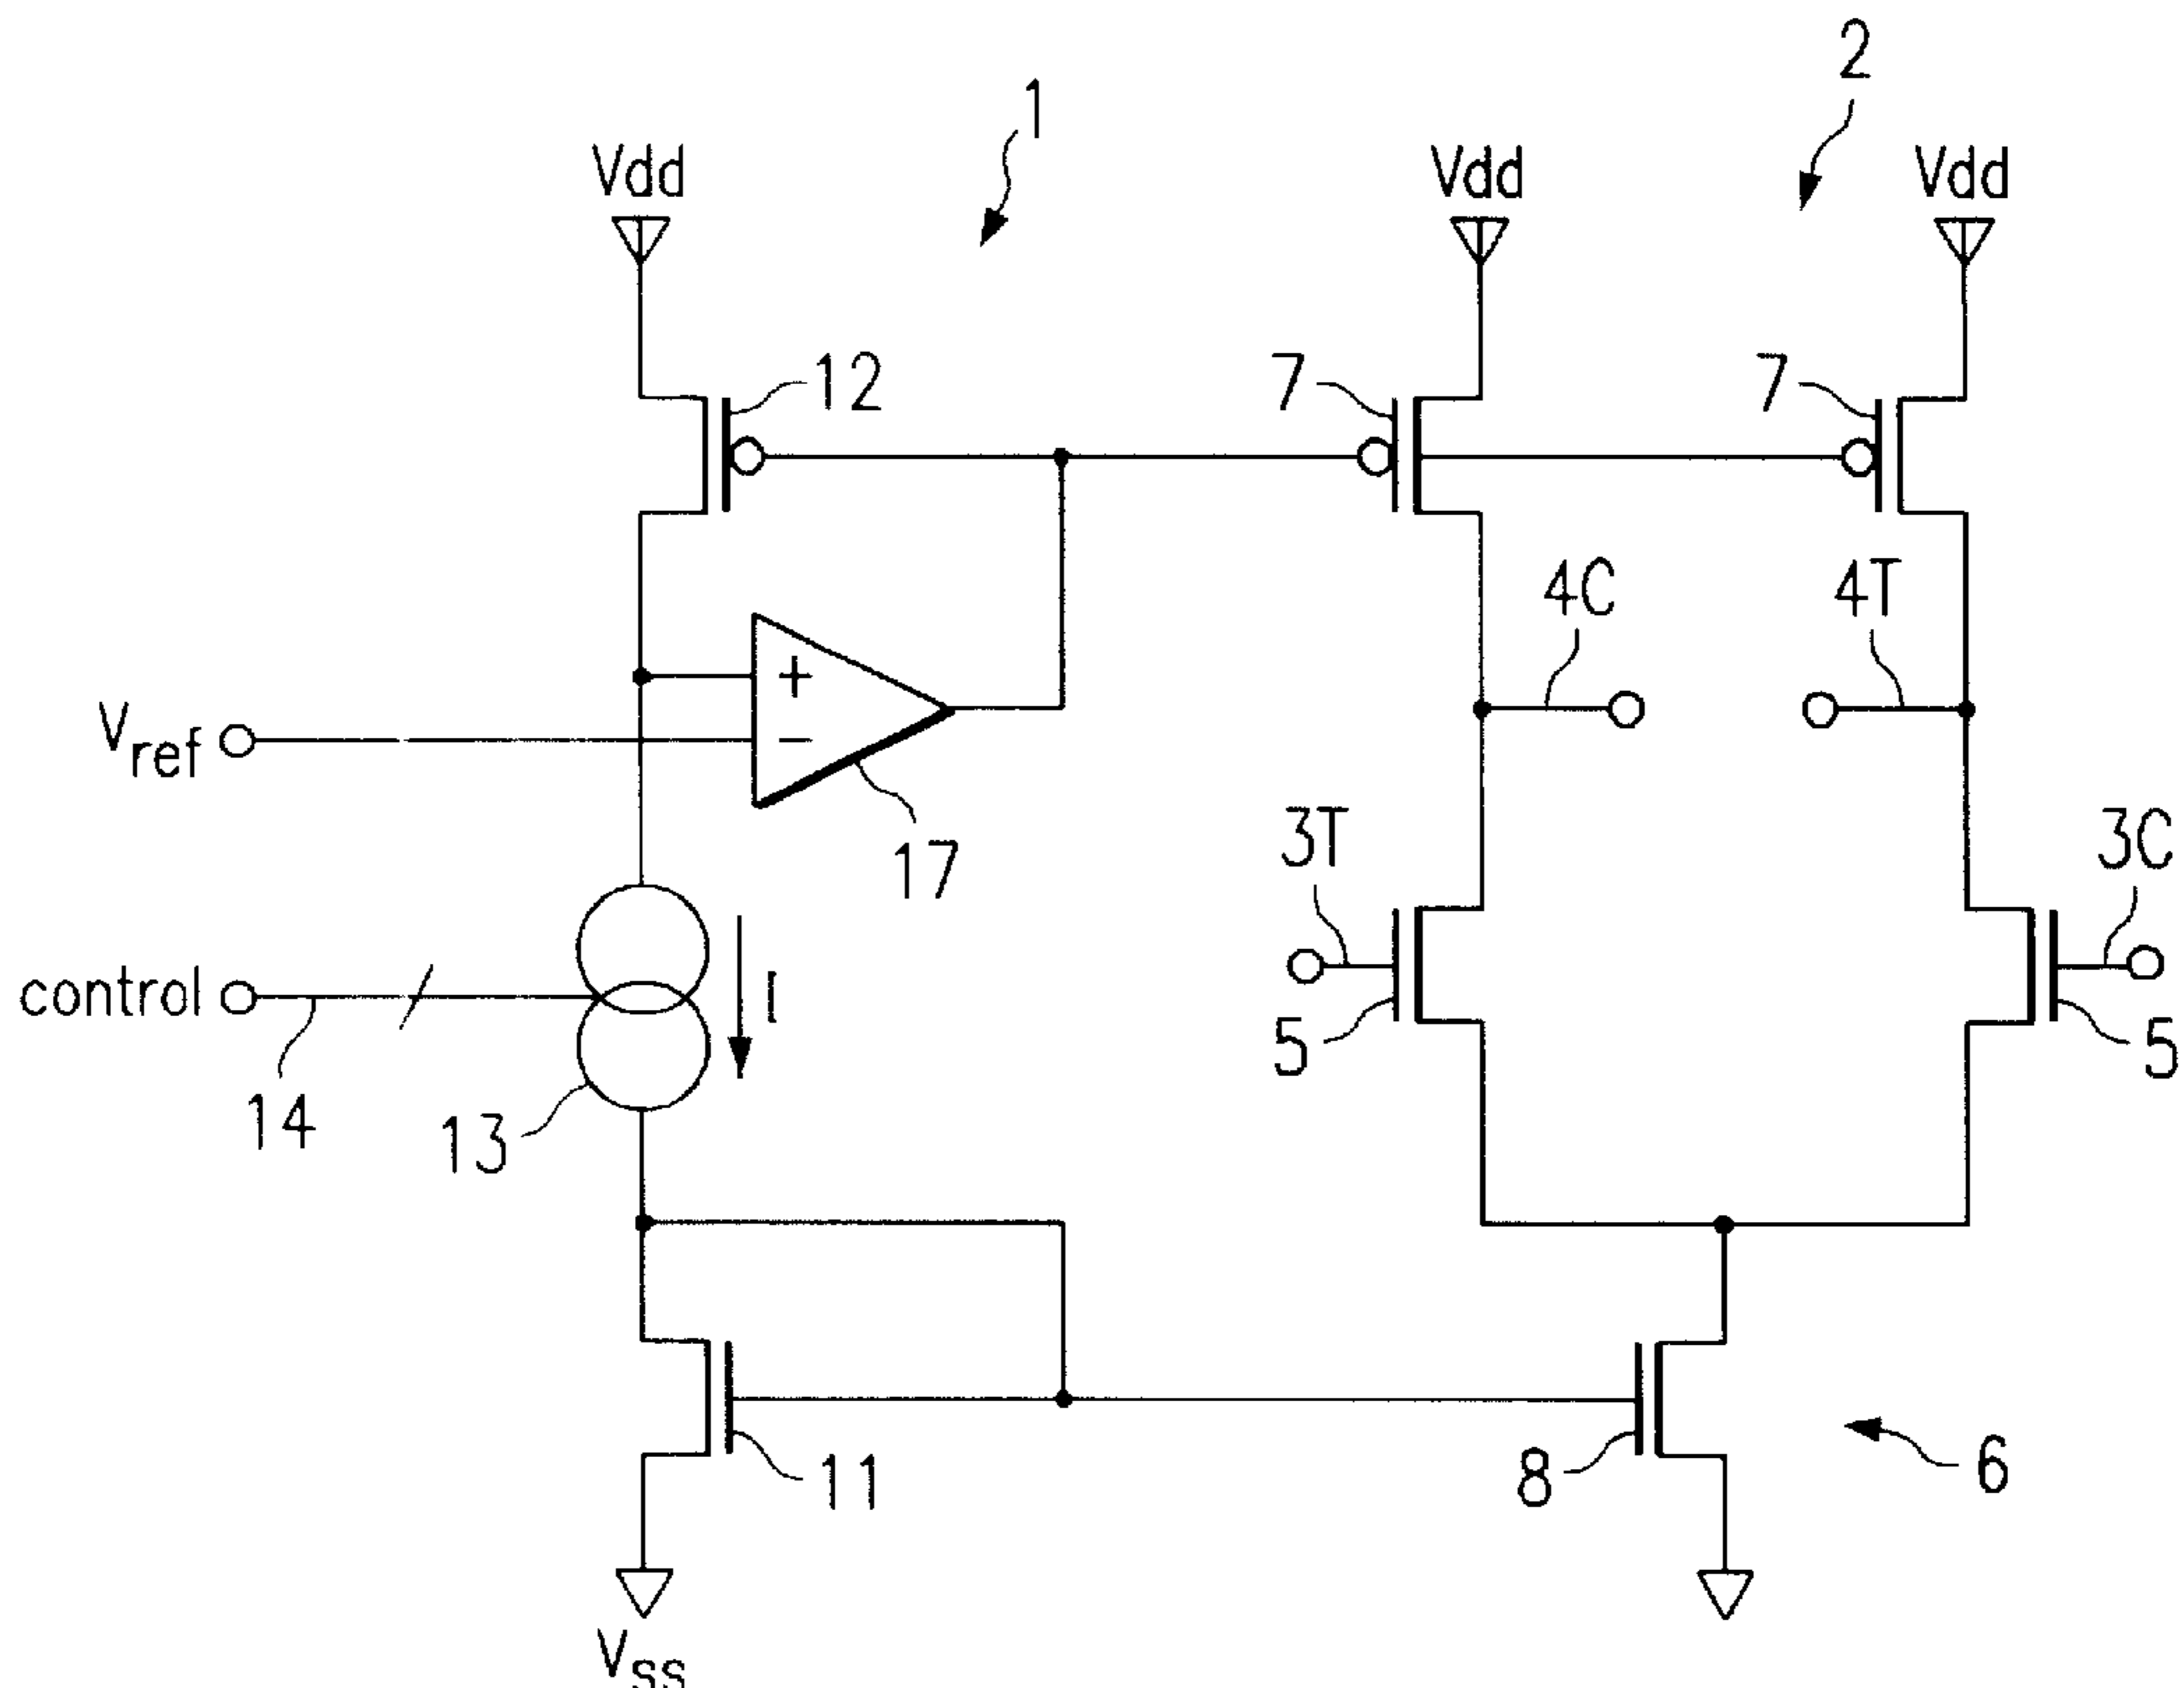 2
1
Vdd
Vdd
Vdd
12
7
7
4C
4T
Vref
+
−
17
3T
3C
control
I
5
5
14
13
11
8
6
Vss